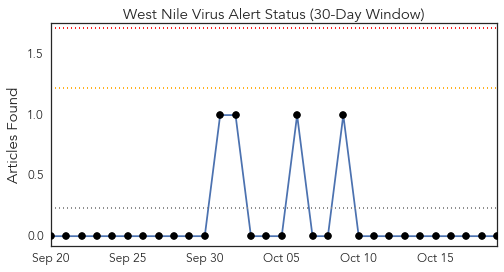 West Nile Virus Alert Status (30-Day Window)
Articles Found
1.5
1.0
0.5
0.0
Sep 20 Sep 25 Sep 30 Oct 05 Oct 10 Oct 15